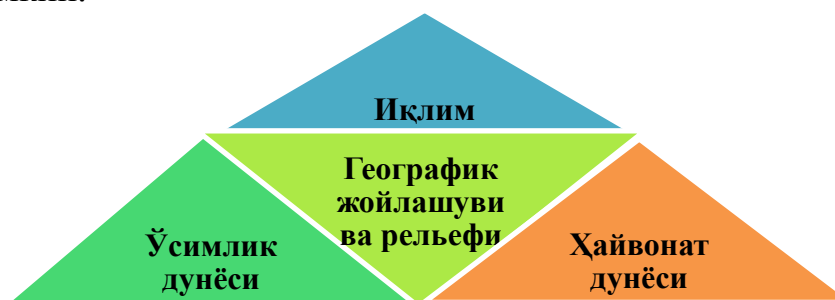 Иқлим
Географик
жойлашуви
ва рельефи
Ўсимлик
дунёси
Ҳайвонат
дунёси